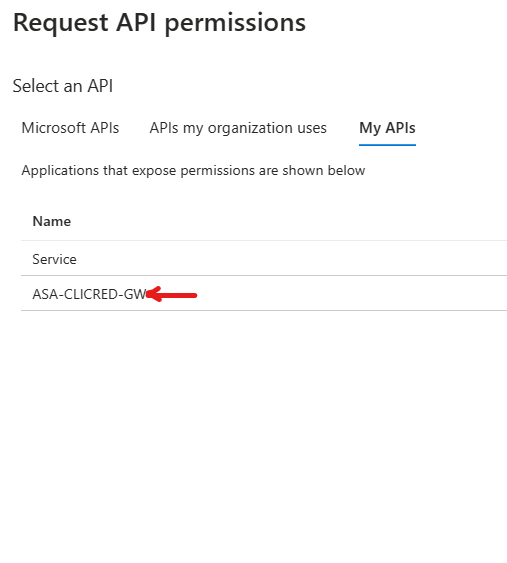 Request API permissions
Select an API
Microsoft APIs APIs my organization uses My APIs
Applications that expose permissions are shown below
Name
Service
ASA-CLICRED-GW